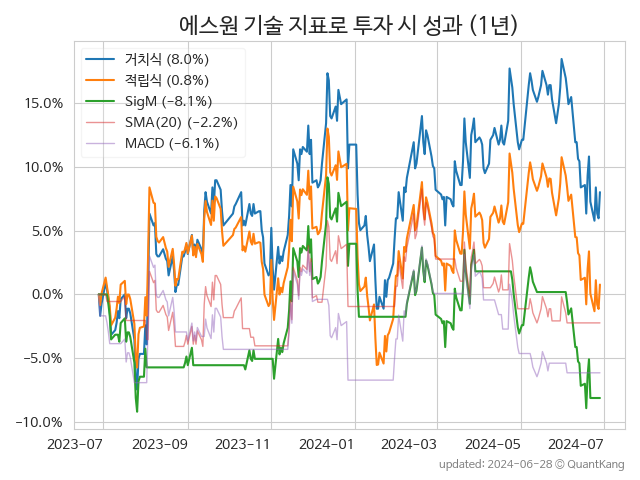 에스원 기술 지표로 투자 시 성과 (1년)
거치식 (8.0%)
적립식 (0.8%)
SigM (−8.1%)
SMA(20) (−2.2%)
MACD (−6.1%)
15.0%
10.0%
5.0%
0.0%
−5.0%
−10.0%
2023-07 2023-09 2023-11 2024-01 2024-03 2024-05 2024-07
updated: 2024-06-28 © QuantKang